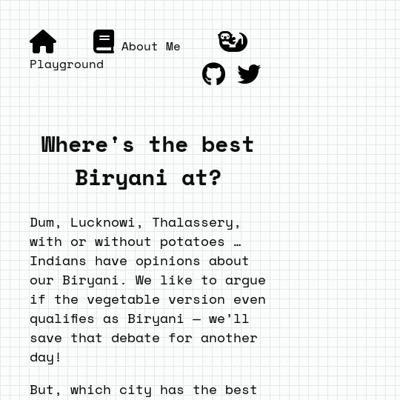 About Me
Playground
Where's the best
Biryani at?
Dum, Lucknowi, Thalassery,
with or without potatoes …
Indians have opinions about
our Biryani. We like to argue
if the vegetable version even
qualifies as Biryani — we’ll
save that debate for another
day!
But, which city has the best